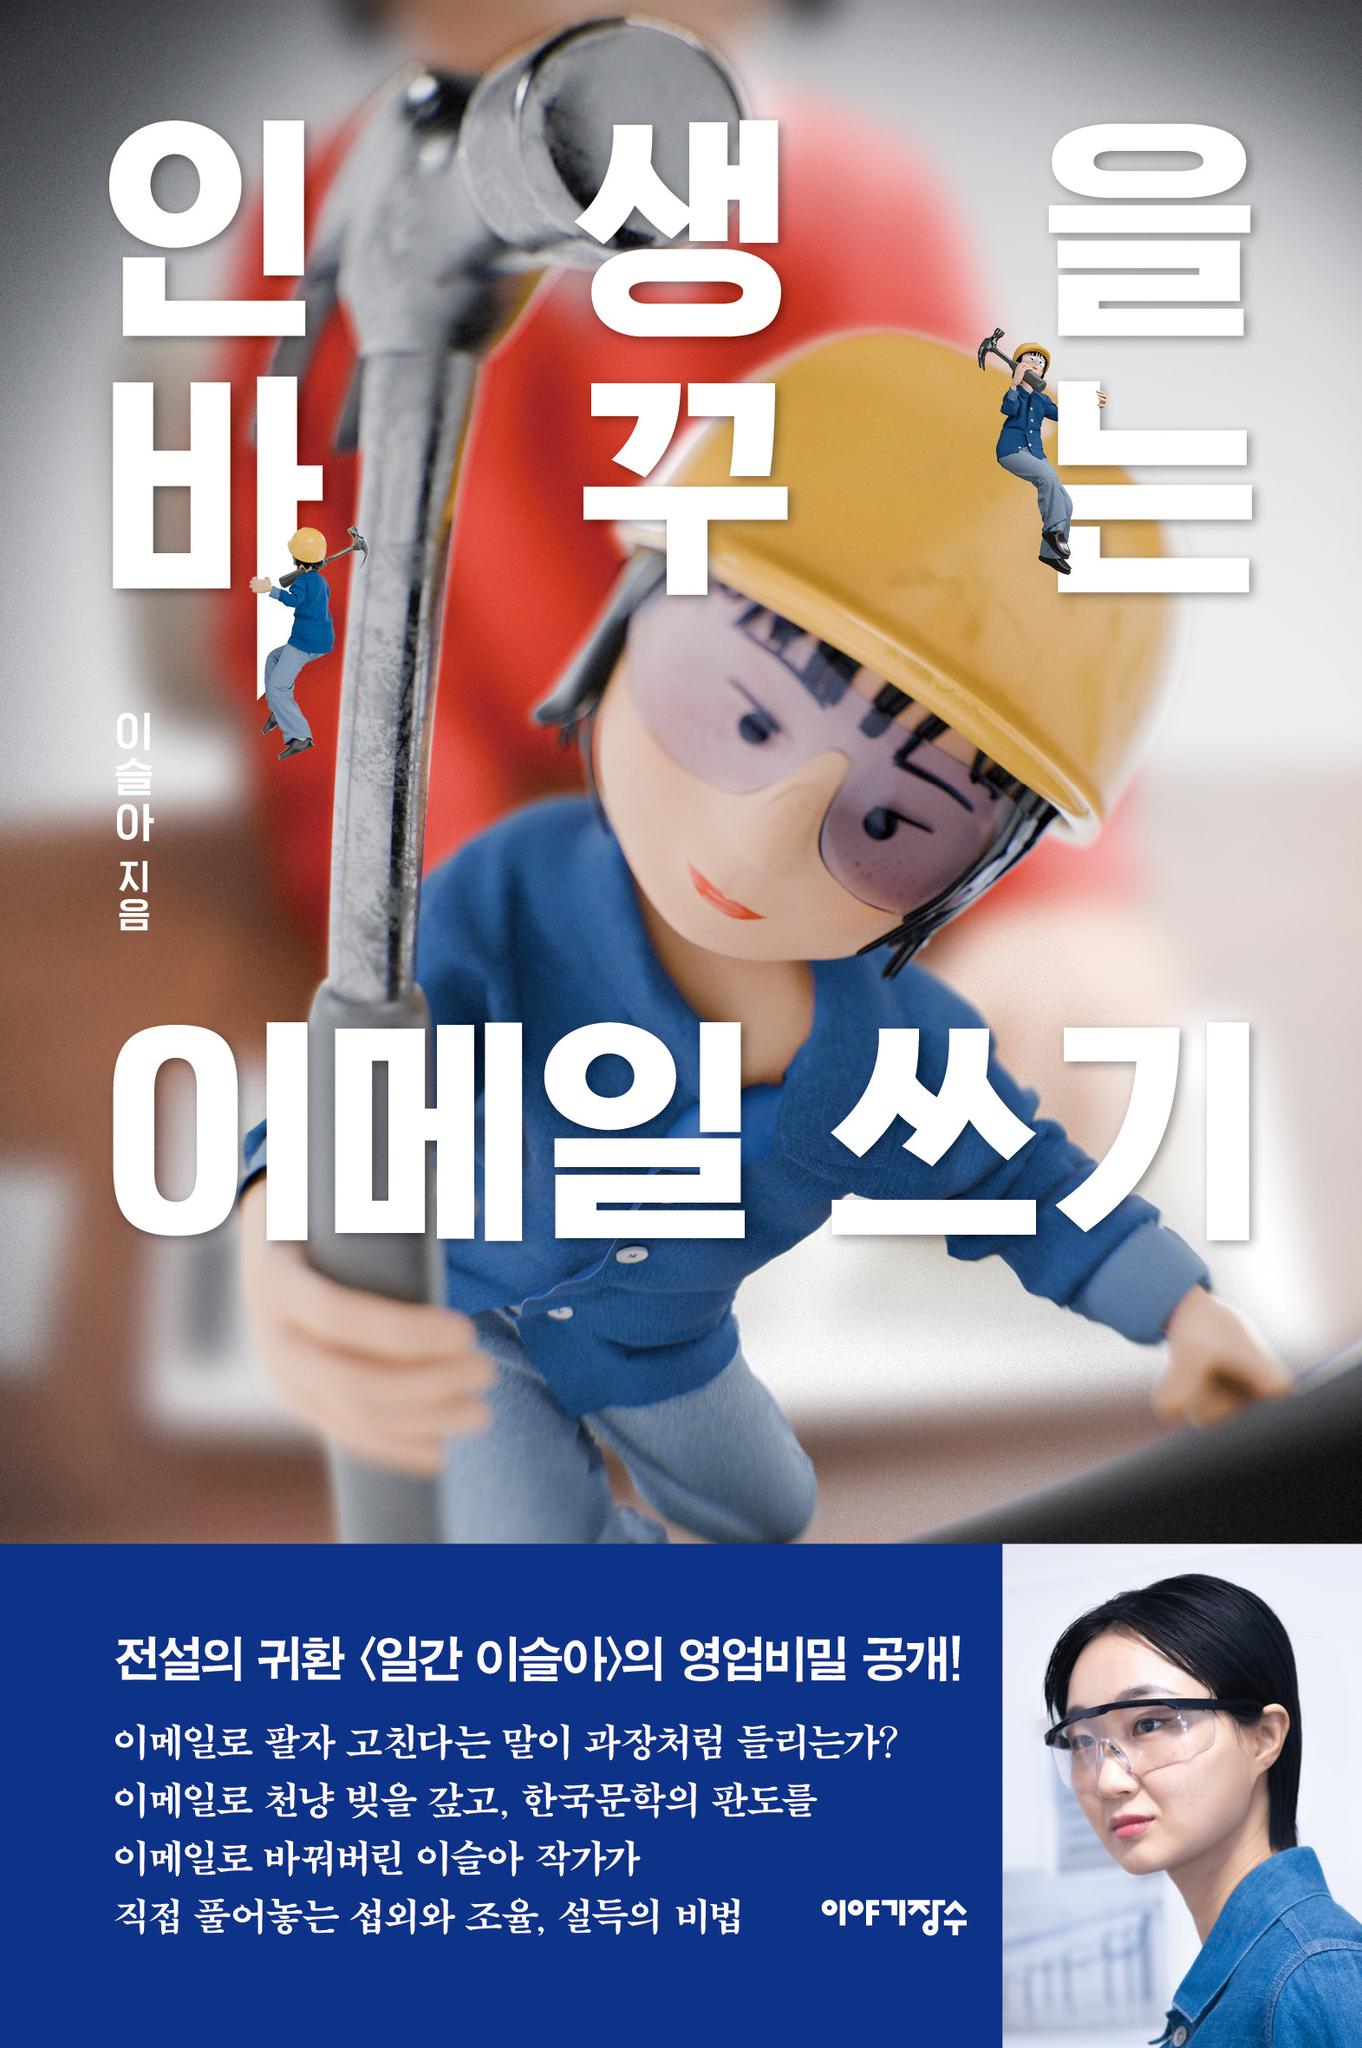 인생을
바꾸는
이슬아 지음
이메일 쓰기
전설의 귀환 〈일간 이슬아〉의 영업비밀 공개!
이메일로 팔자 고친다는 말이 과장처럼 들리는가?
이메일로 천냥 빚을 갚고, 한국문학의 판도를
이메일로 바꿔버린 이슬아 작가가
직접 풀어놓는 섭외와 조율, 설득의 비법
이야기장수